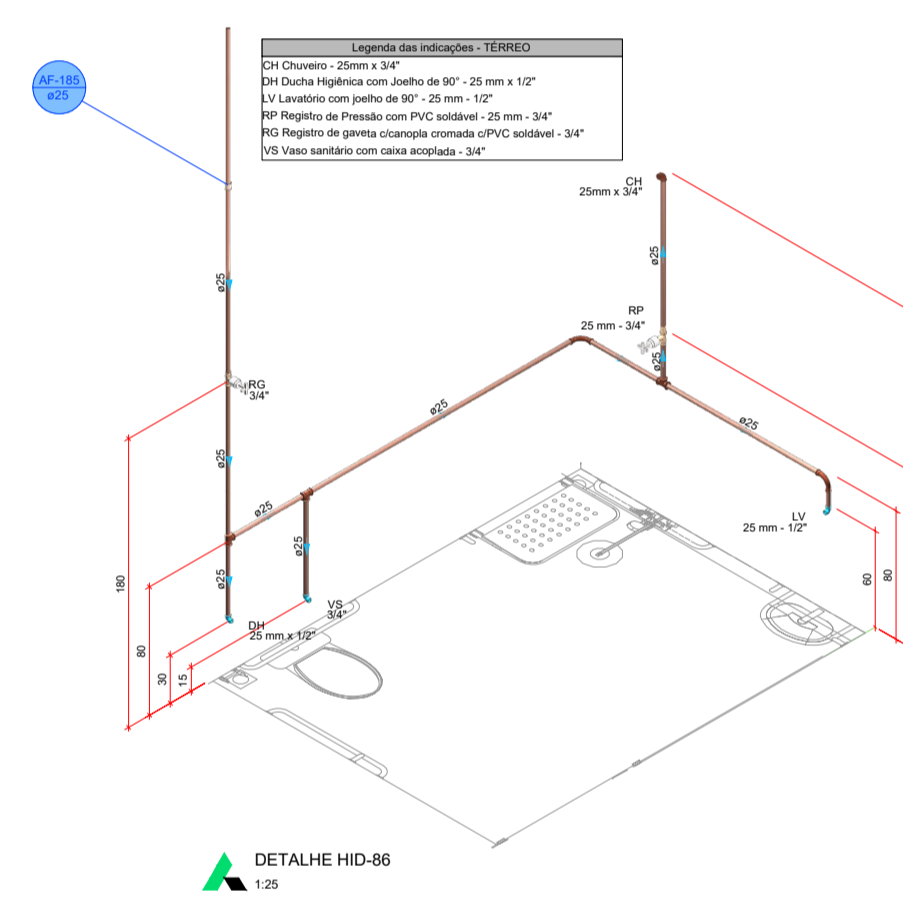 AF-185
ø25
Legenda das indicações - TÉRREO
CH Chuveiro - 25mm x 3/4"
DH Ducha Higiênica com Joelho de 90° - 25 mm x 1/2"
LV Lavatório com joelho de 90° - 25 mm - 1/2"
RP Registro de Pressão com PVC soldável - 25 mm - 3/4"
RG Registro de gaveta c/canopla cromada c/PVC soldável - 3/4"
VS Vaso sanitário com caixa acoplada - 3/4"
CH
25mm x 3/4"
ø25
ø25
RP
25 mm - 3/4"
ø25
RG
3/4"
ø25
ø25
ø25
ø25
LV
25 mm - 1/2"
ø25
ø25
60
80
180
VS
3/4"
DH
25 mm x 1/2"
80
30
15
DETALHE HID-86
1:25